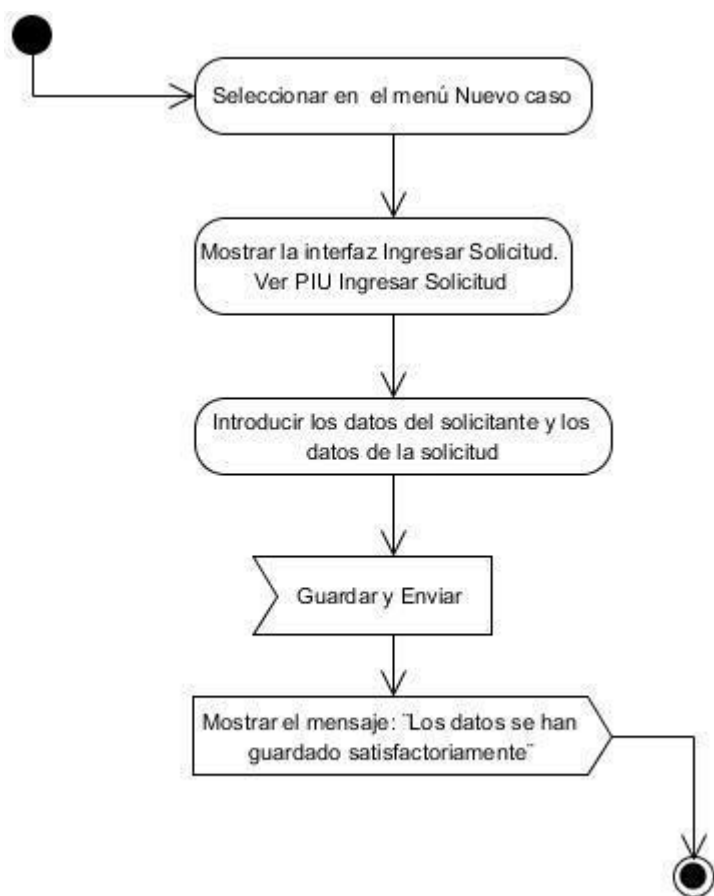 Seleccionar en el menú Nuevo caso
Mostrar la interfaz Ingresar Solicitud.
Ver PIU Ingresar Solicitud
Introducir los datos del solicitante y los
datos de la solicitud
Guardar y Enviar
Mostrar el mensaje: ¨Los datos se han
guardado satisfactoriamente¨